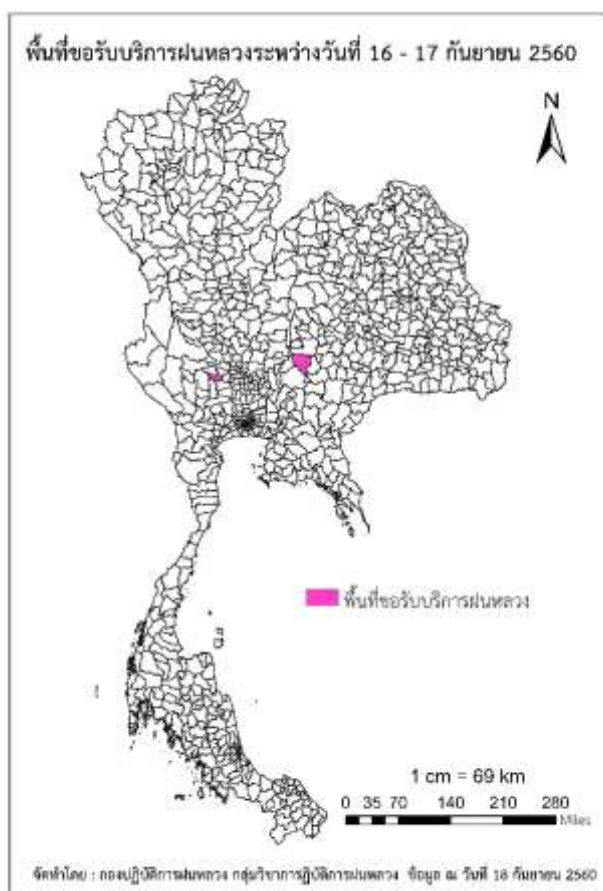 พื้นที่ขอรับบริการฝนหลวงระหว่างวันที่ 16 - 17 กันยายน 2560
N
พื้นที่ขอรับบริการฝนหลวง
1 cm = 69 km
0 35 70 140 210 280
Miles
จัดทำโดย : กองปฏิบัติการฝนหลวง กลุ่มวิชาการปฏิบัติการฝนหลวง ข้อมูล ณ วันที่ 18 กันยายน 2560